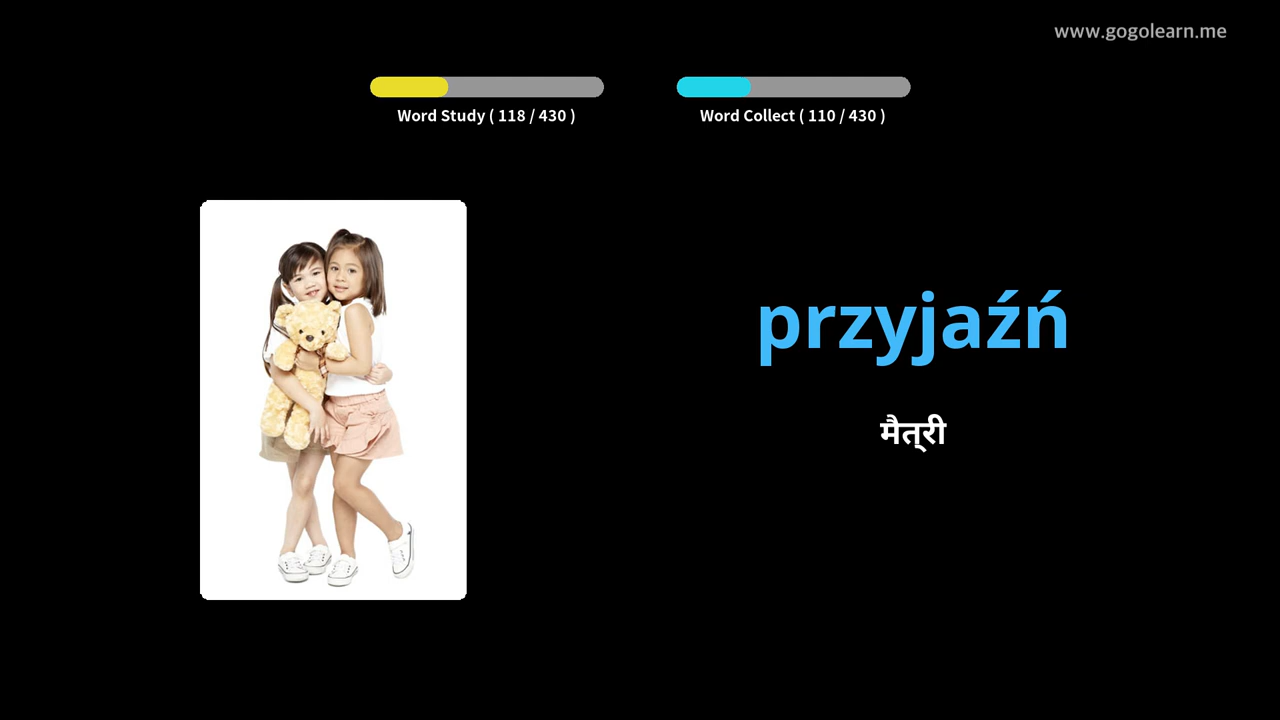 www.gogolearn.me
Word Study ( 118 / 430 )
Word Collect ( 110 / 430 )
przyjaźń
मैत्री